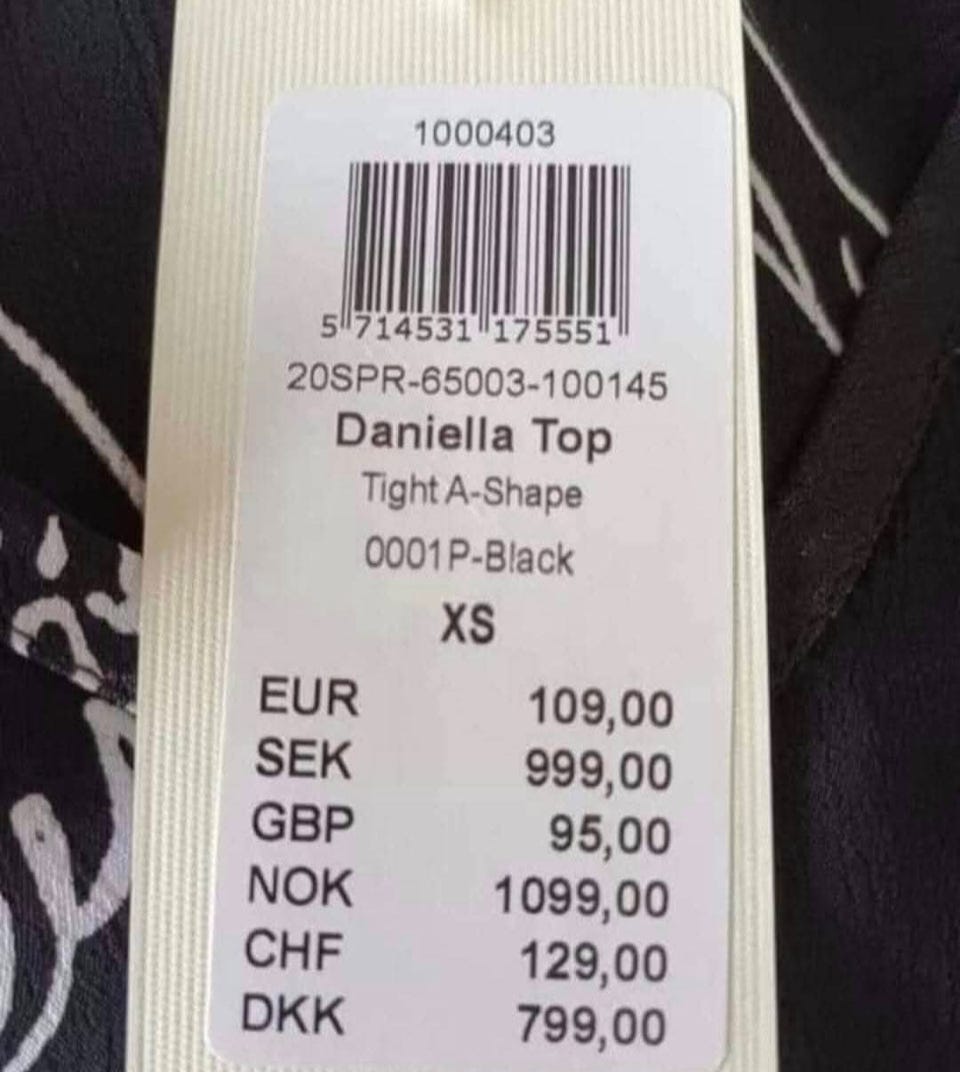 1000403
5 714531 175551
20SPR-65003-100145
Daniella Top
Tight A-Shape
0001P-Black
XS
EUR 109,00
SEK 999,00
GBP 95,00
NOK 1099,00
CHF 129,00
DKK 799,00